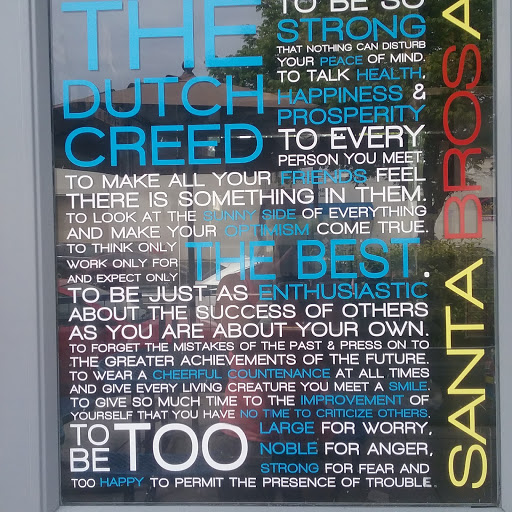 THE
DUTCH
CREED
TO BE SO
STRONG
THAT NOTHING CAN DISTURB
YOUR PEACE OF MIND.
TO TALK HEALTH,
HAPPINESS &
PROSPERITY
TO EVERY
PERSON YOU MEET.
TO MAKE ALL YOUR FRIENDS FEEL
THERE IS SOMETHING IN THEM.
TO LOOK AT THE SUNNY SIDE OF EVERYTHING
AND MAKE YOUR OPTIMISM COME TRUE.
TO THINK ONLY
WORK ONLY FOR
AND EXPECT ONLY
THE BEST.
TO BE JUST AS ENTHUSIASTIC
ABOUT THE SUCCESS OF OTHERS
AS YOU ARE ABOUT YOUR OWN.
TO FORGET THE MISTAKES OF THE PAST & PRESS ON TO
THE GREATER ACHIEVEMENTS OF THE FUTURE.
TO WEAR A CHEERFUL COUNTENANCE AT ALL TIMES
AND GIVE EVERY LIVING CREATURE YOU MEET A SMILE.
TO GIVE SO MUCH TIME TO THE IMPROVEMENT OF
YOURSELF THAT YOU HAVE NO TIME TO CRITICIZE OTHERS.
TO
BE
TOO
LARGE FOR WORRY,
NOBLE FOR ANGER,
STRONG FOR FEAR AND
TOO HAPPY TO PERMIT THE PRESENCE OF TROUBLE.
SANTA BROSA